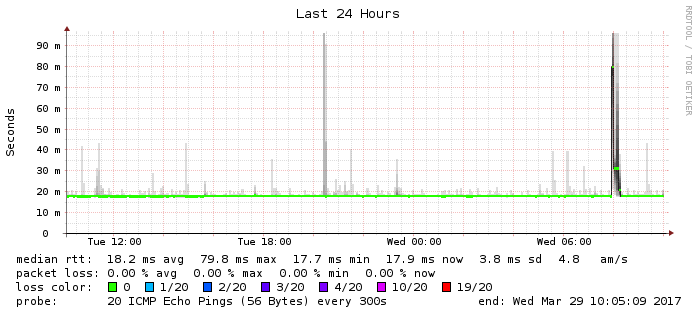 Last 24 Hours
RRDTOOL / TOBI OETIKER
Seconds
90 m
80 m
70 m
60 m
50 m
40 m
30 m
20 m
10 m
0
Tue 12:00 Tue 18:00 Wed 00:00 Wed 06:00
median rtt: 18.2 ms avg 79.8 ms max 17.7 ms min 17.9 ms now 3.8 ms sd 4.8 am/s
packet loss: 0.00 % avg 0.00 % max 0.00 % min 0.00 % now
loss color: 0 1/20 2/20 3/20 4/20 10/20 19/20
probe: 20 ICMP Echo Pings (56 Bytes) every 300s end: Wed Mar 29 10:05:09 2017